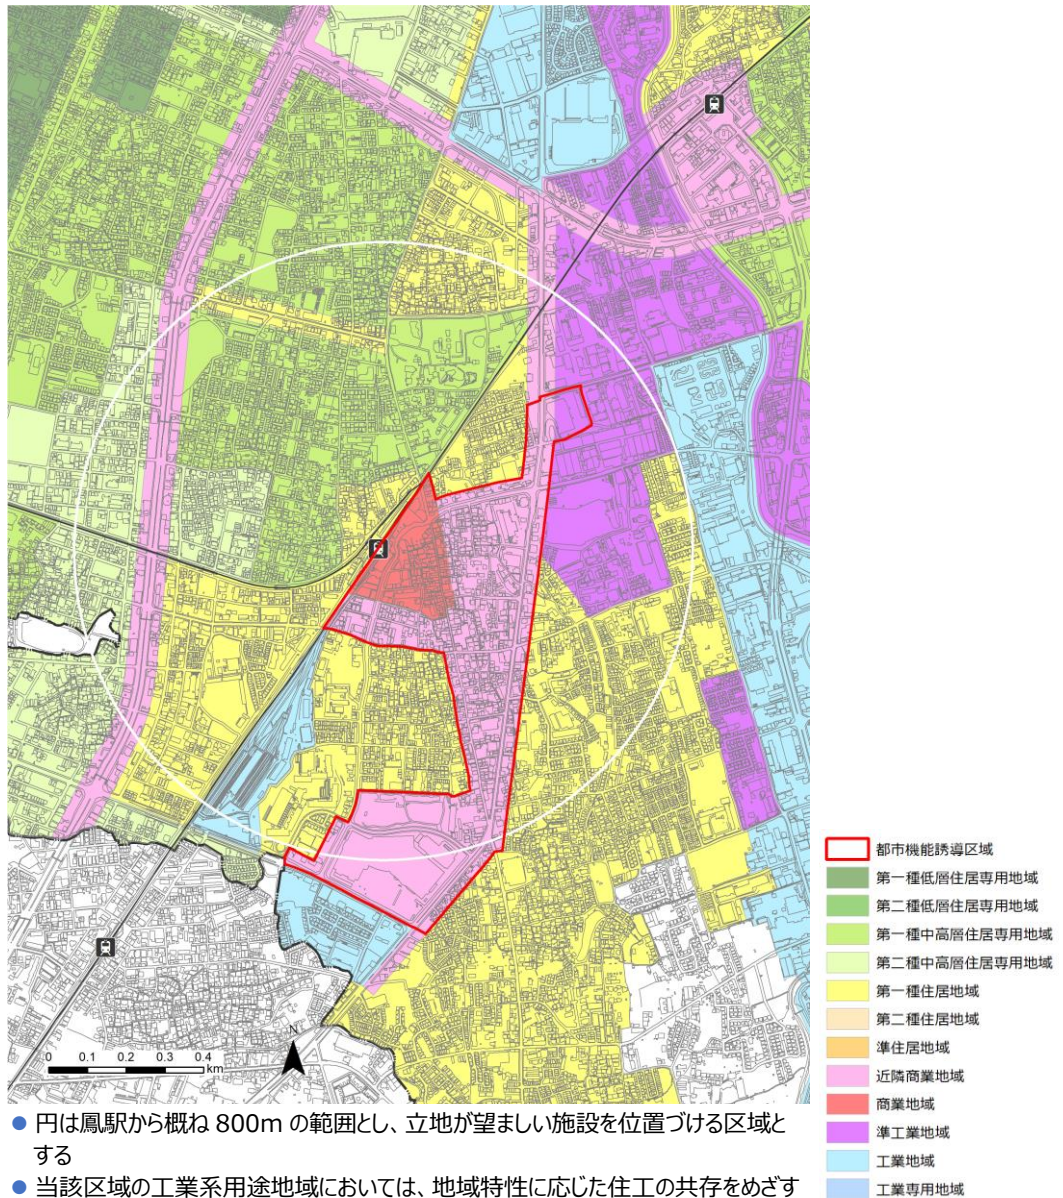 N
0 0.1 0.2 0.3 0.4
km
都市機能誘導区域
第一種低層住居専用地域
第二種低層住居専用地域
第一種中高層住居専用地域
第二種中高層住居専用地域
第一種住居地域
第二種住居地域
準住居地域
近隣商業地域
商業地域
準工業地域
工業地域
工業専用地域
● 円は鳳駅から概ね 800m の範囲とし、立地が望ましい施設を位置づける区域と
する
● 当該区域の工業系用途地域においては、地域特性に応じた住工の共存をめざす